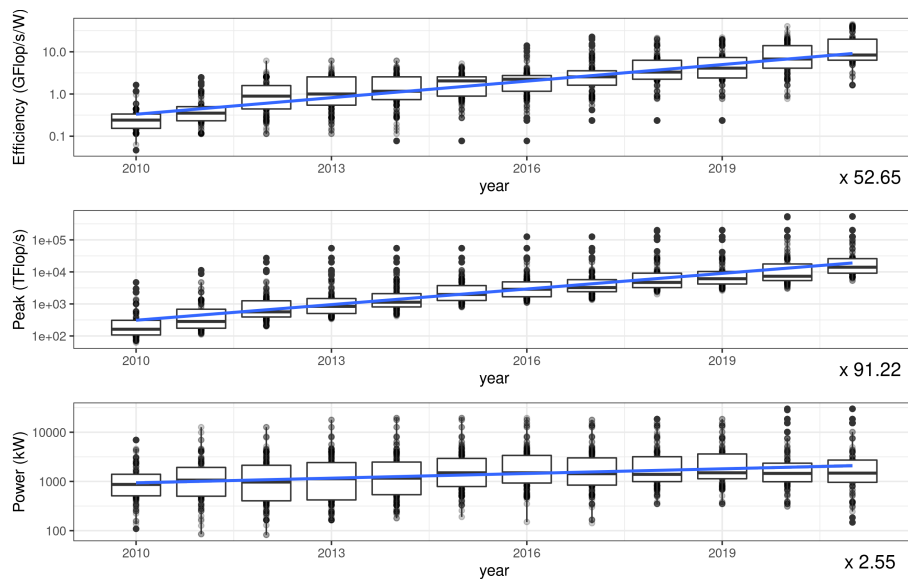 Efficiency (GFlop/s/W)
10.0
1.0
0.1
2010 2013 2016 2019
year
x 52.65
Peak (TFlop/s)
1e+05
1e+04
1e+03
1e+02
2010 2013 2016 2019
year
x 91.22
Power (kW)
10000
1000
100
2010 2013 2016 2019
year
x 2.55